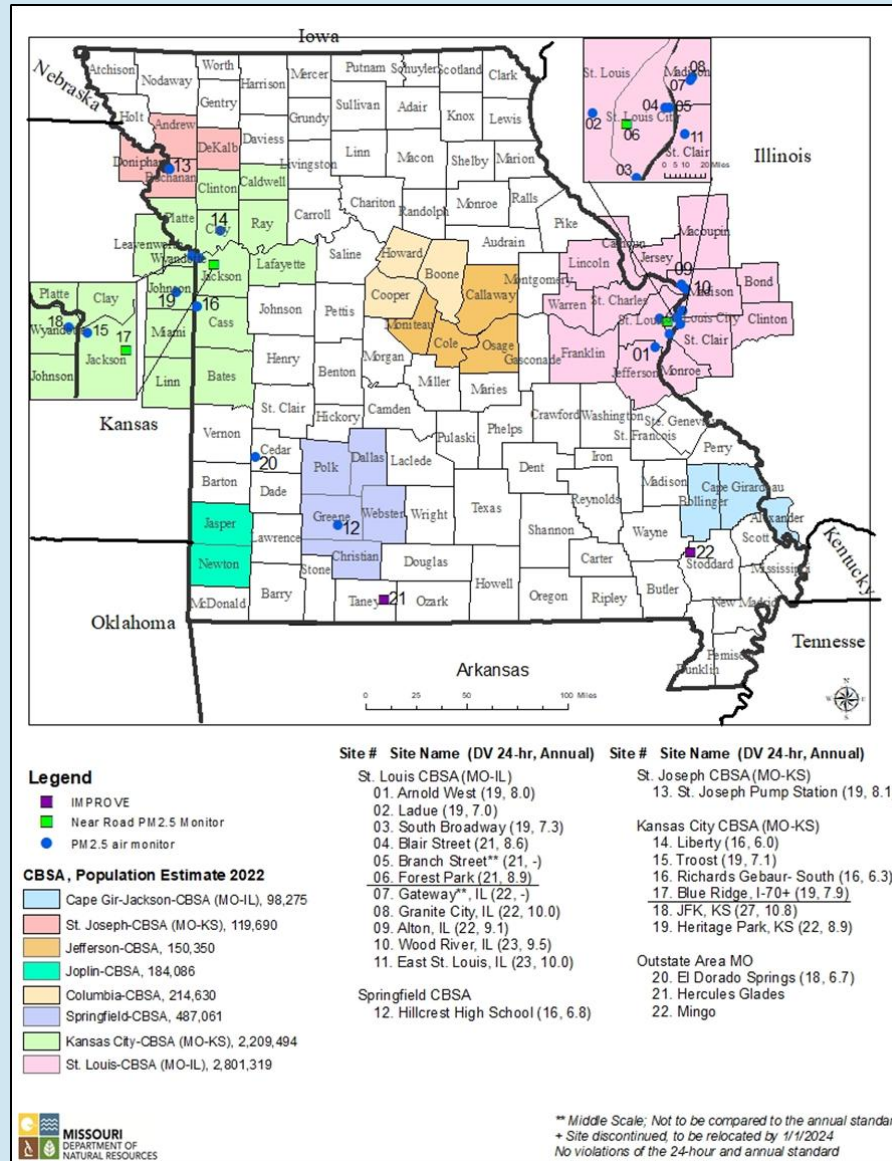 Iowa
Nebraska
Atchison
Nodaway
Worth
Harrison
Mercer
Putnam
Schuyler
Scotland
Clark
Gentry
Holt
Andrew
DeKalb
Daviess
Grundy
Sullivan
Adair
Knox
Lewis
Livingston
Linn
Macon
Shelby
Marion
Doniphan
Buchanan
13
Clinton
Caldwell
Carroll
Chariton
Randolph
Monroe
Ralls
Pike
Audrain
Platte
Clay
14
Ray
Leavenworth
Wyandotte
Jackson
Lafayette
Saline
Howard
Boone
Cooper
Callaway
Montgomery
Lincoln
Warren
St. Charles
Calhoun
Jersey
Macoupin
Madison
Bond
Clinton
09
10
St. Louis
St. Louis City
St. Clair
Monroe
01
Jefferson
Franklin
Johnson
19
16
Cass
Johnson
Pettis
Moniteau
Cole
Osage
Gasconade
Miami
Linn
Bates
Henry
Benton
Morgan
Miller
Maries
Kansas
St. Clair
Hickory
Camden
Pulaski
Phelps
Crawford
Washington
Ste. Genevieve
St. Francois
Perry
Iron
Vernon
Cedar
20
Polk
Dallas
Laclede
Dent
Reynolds
Madison
Bollinger
Cape Girardeau
Alexander
Barton
Dade
Greene
12
Webster
Wright
Texas
Shannon
Wayne
Scott
Jasper
Lawrence
Christian
Douglas
Howell
Carter
Stoddard
22
Mississippi
Newton
Stone
Taney
21
Ozark
Oregon
Ripley
Butler
New Madrid
McDonald
Barry
Dunklin
Pemiscot
Oklahoma
Arkansas
Kentucky
Tennesse
Illinois
0 25 50 100 Miles
N
W
E
S
Platte
Clay
Wyandotte
18
15
17
Jackson
Johnson
St. Louis
Madison
08
07
04
05
02
St. Louis City
06
11
St. Clair
03
0 5 10 20 Miles
Legend
IMPROVE
Near Road PM2.5 Monitor
PM2.5 air monitor
CBSA, Population Estimate 2022
Cape Gir-Jackson-CBSA (MO-IL), 98,275
St. Joseph-CBSA (MO-KS), 119,690
Jefferson-CBSA, 150,350
Joplin-CBSA, 184,086
Columbia-CBSA, 214,630
Springfield-CBSA, 487,061
Kansas City-CBSA (MO-KS), 2,209,494
St. Louis-CBSA (MO-IL), 2,801,319
Site # Site Name (DV 24-hr, Annual)
St. Louis CBSA (MO-IL)
01. Arnold West (19, 8.0)
02. Ladue (19, 7.0)
03. South Broadway (19, 7.3)
04. Blair Street (21, 8.6)
05. Branch Street** (21, -)
06. Forest Park (21, 8.9)
07. Gateway**, IL (22, -)
08. Granite City, IL (22, 10.0)
09. Alton, IL (22, 9.1)
10. Wood River, IL (23, 9.5)
11. East St. Louis, IL (23, 10.0)
Springfield CBSA
12. Hillcrest High School (16, 6.8)
Site # Site Name (DV 24-hr, Annual)
St. Joseph CBSA (MO-KS)
13. St. Joseph Pump Station (19, 8.1
Kansas City CBSA (MO-KS)
14. Liberty (16, 6.0)
15. Troost (19, 7.1)
16. Richards Gebaur- South (16, 6.3)
17. Blue Ridge, I-70+ (19, 7.9)
18. JFK, KS (27, 10.8)
19. Heritage Park, KS (22, 8.9)
Outstate Area MO
20. El Dorado Springs (18, 6.7)
21. Hercules Glades
22. Mingo
MISSOURI
DEPARTMENT OF
NATURAL RESOURCES
** Middle Scale; Not to be compared to the annual standar
+ Site discontinued, to be relocated by 1/1/2024
No violations of the 24-hour and annual standard